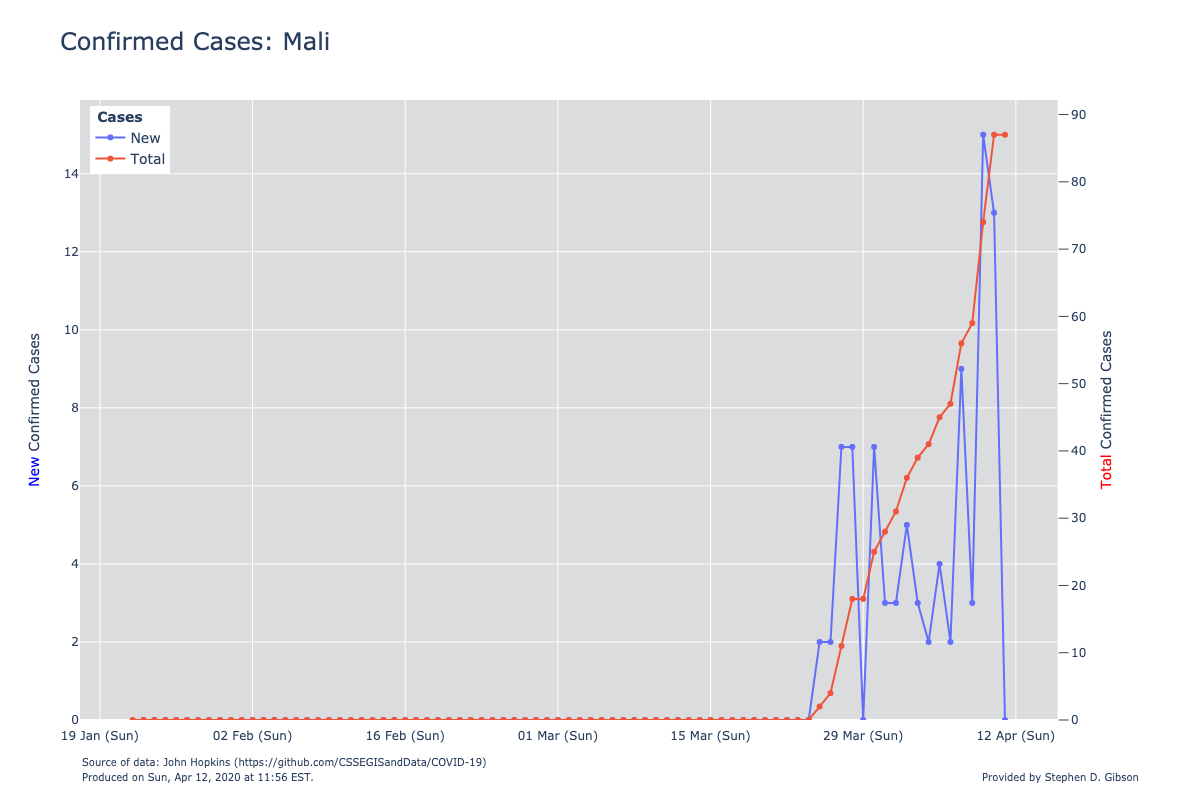 Confirmed Cases: Mali
Cases
New
Total
14
12
10
8
6
4
2
0
New Confirmed Cases
90
80
70
60
50
40
30
20
10
0
Total Confirmed Cases
19 Jan (Sun) 02 Feb (Sun) 16 Feb (Sun) 01 Mar (Sun) 15 Mar (Sun) 29 Mar (Sun) 12 Apr (Sun)
Source of data: John Hopkins (https://github.com/CSSEGISandData/COVID-19)
Produced on Sun, Apr 12, 2020 at 11:56 EST.
Provided by Stephen D. Gibson